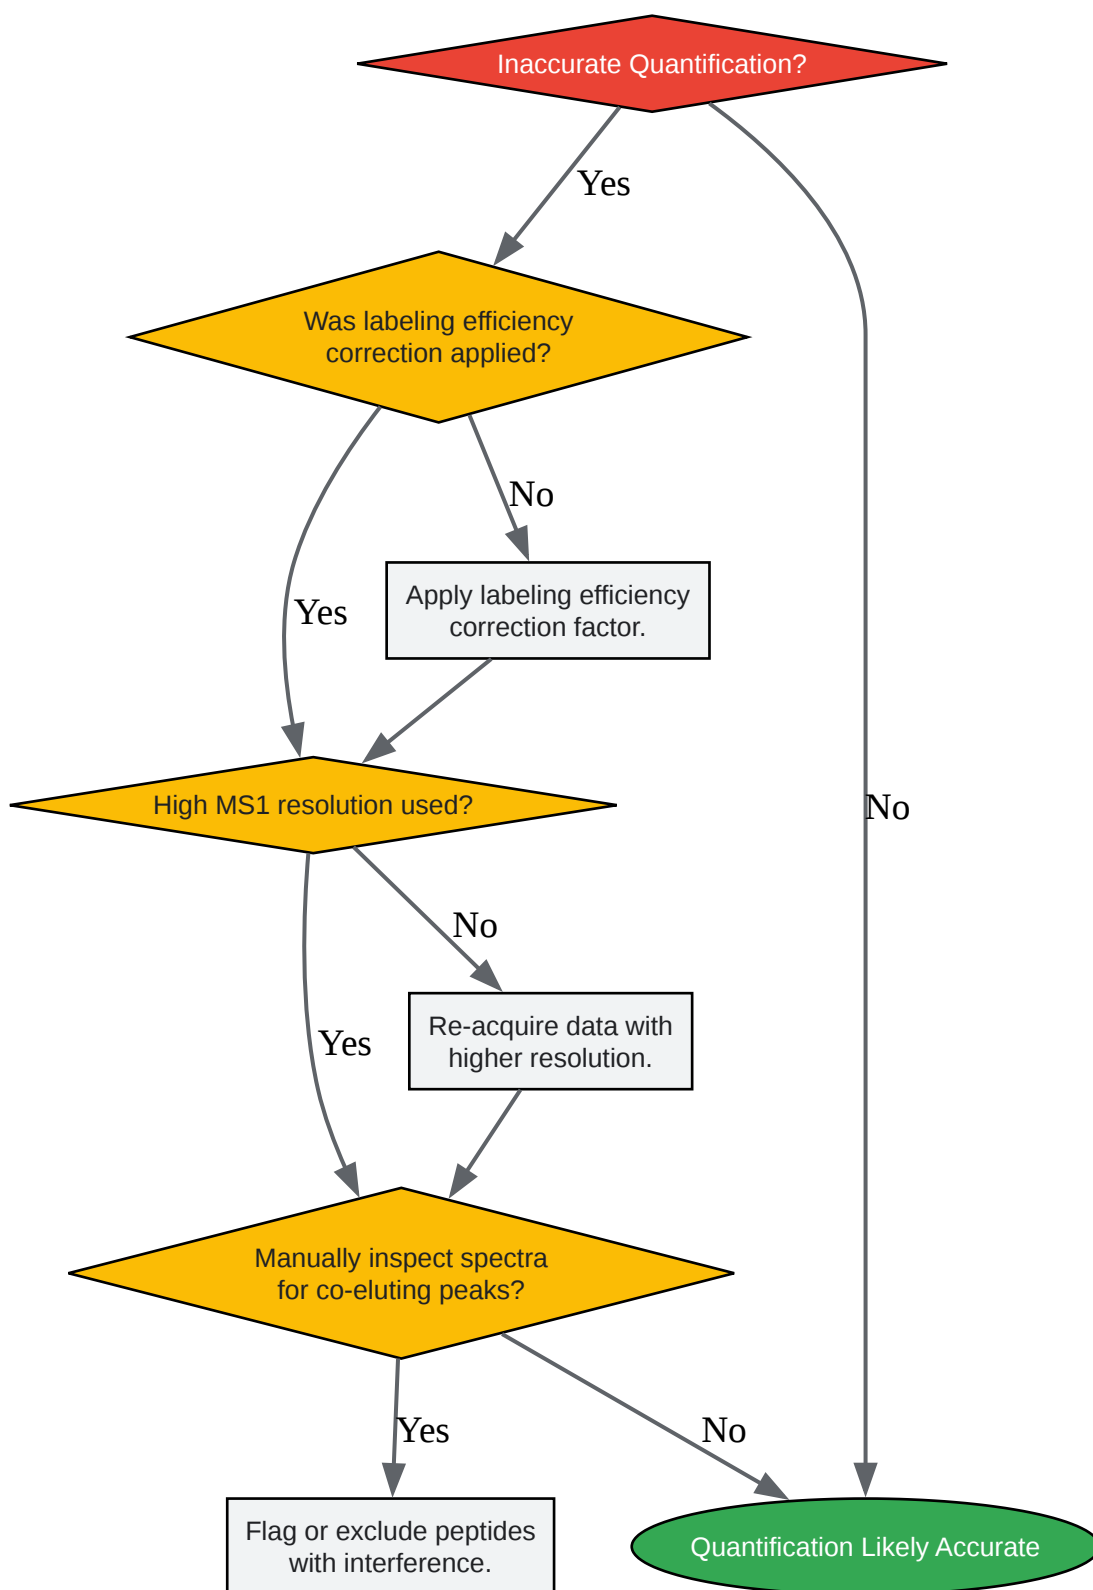 Inaccurate Quantification?
Yes
Was labeling efficiency
correction applied?
No
Apply labeling efficiency
correction factor.
Yes
High MS1 resolution used?
No
No
Re-acquire data with
higher resolution.
Yes
Manually inspect spectra
for co-eluting peaks?
Yes
No
Flag or exclude peptides
with interference.
Quantification Likely Accurate